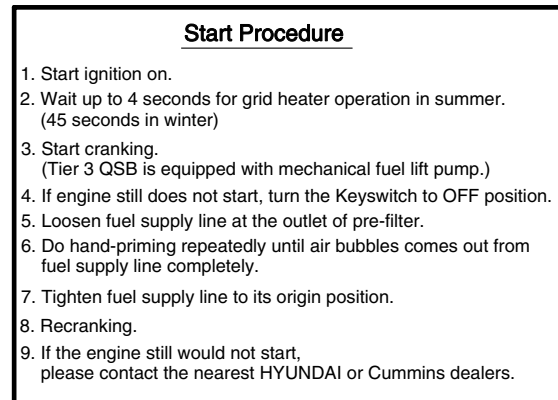 Start Procedure
1. Start ignition on.
2. Wait up to 4 seconds for grid heater operation in summer.
(45 seconds in winter)
3. Start cranking.
(Tier 3 QSB is equipped with mechanical fuel lift pump.)
4. If engine still does not start, turn the Keyswitch to OFF position.
5. Loosen fuel supply line at the outlet of pre-filter.
6. Do hand-priming repeatedly until air bubbles comes out from
fuel supply line completely.
7. Tighten fuel supply line to its origin position.
8. Recranking.
9. If the engine still would not start,
please contact the nearest HYUNDAI or Cummins dealers.